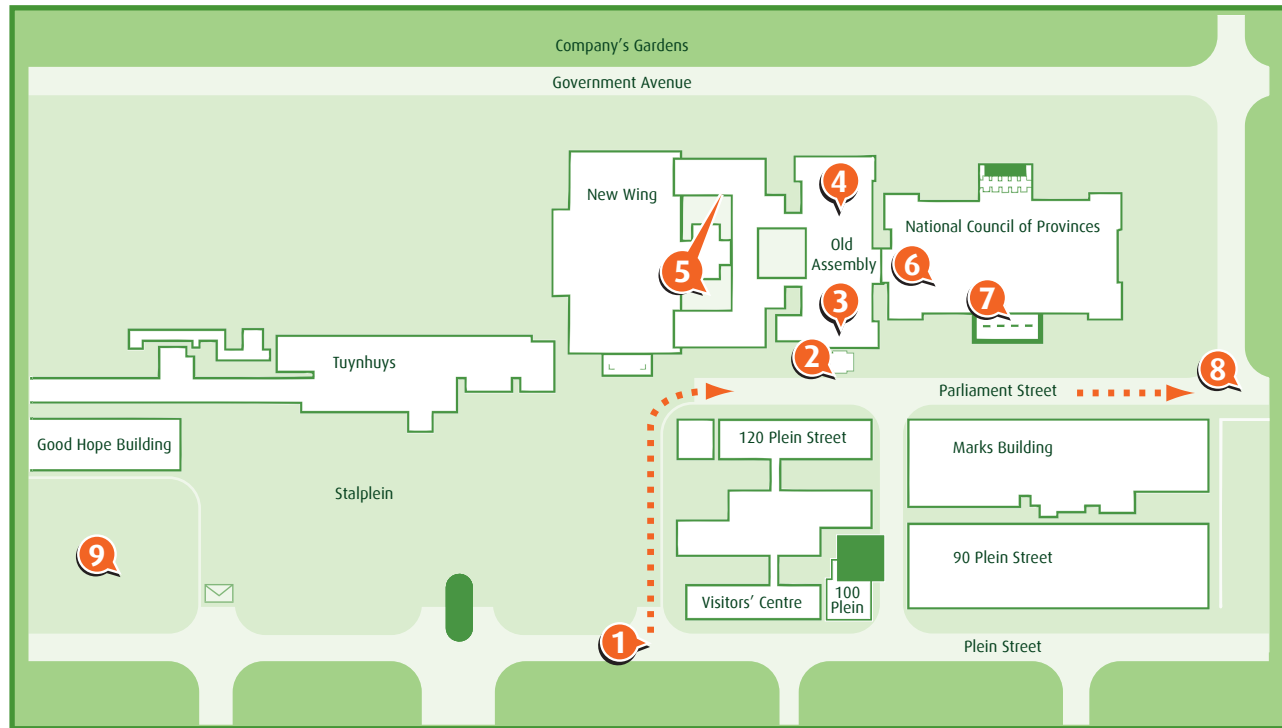 Company's Gardens
Government Avenue
4
New Wing
National Council of Provinces
Old
Assembly
5
6
3
7
2
Tuynhuys
8
Parliament Street
120 Plein Street
Good Hope Building
Marks Building
Stalplein
9
90 Plein Street
Visitors' Centre
100
Plein
1
Plein Street